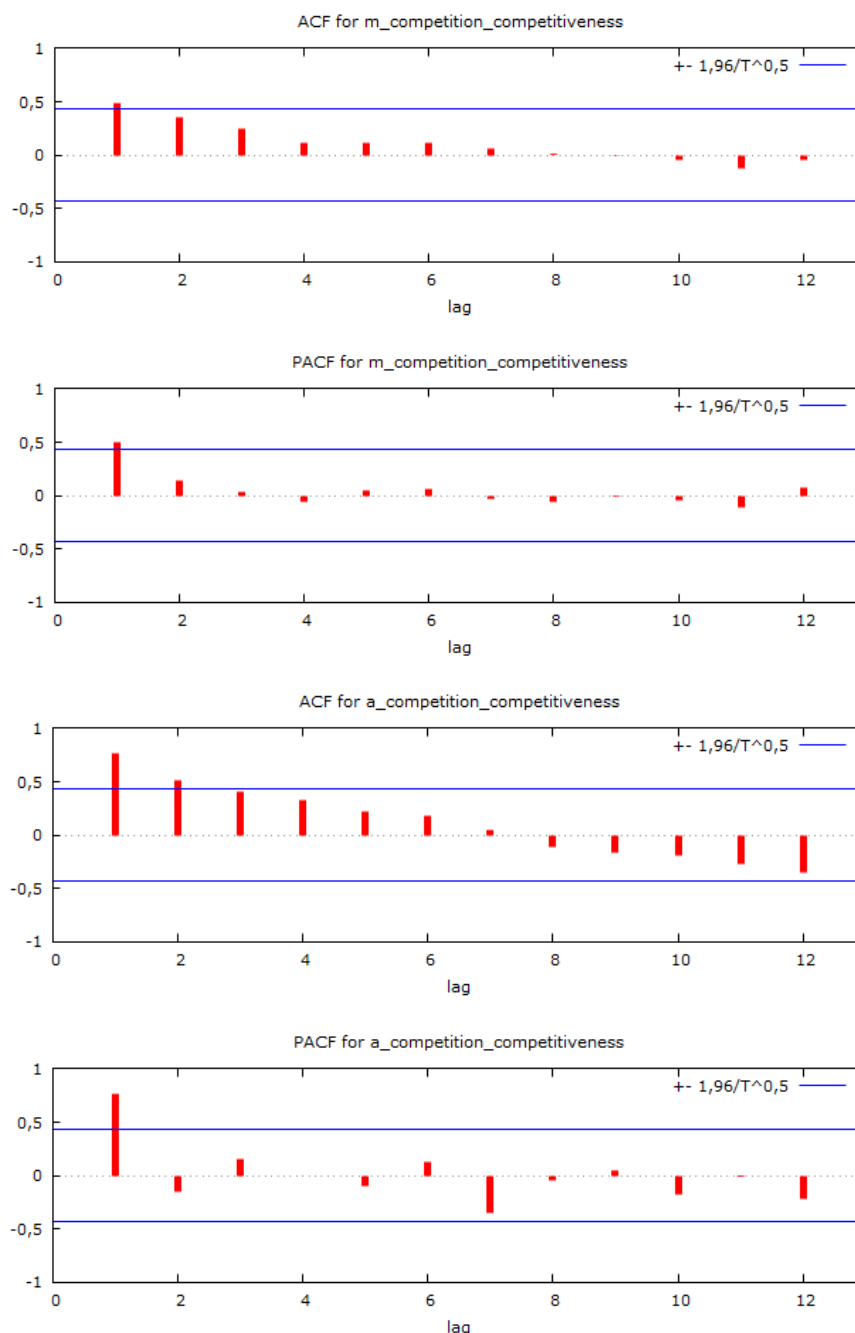 ACF for m_competition_competitiveness
1
+- 1,96/T^0,5
0,5
0
-0,5
-1
0 2 4 6 8 10 12
lag
PACF for m_competition_competitiveness
1
+- 1,96/T^0,5
0,5
0
-0,5
-1
0 2 4 6 8 10 12
lag
ACF for a_competition_competitiveness
1
+- 1,96/T^0,5
0,5
0
-0,5
-1
0 2 4 6 8 10 12
lag
PACF for a_competition_competitiveness
1
+- 1,96/T^0,5
0,5
0
-0,5
-1
0 2 4 6 8 10 12
lag